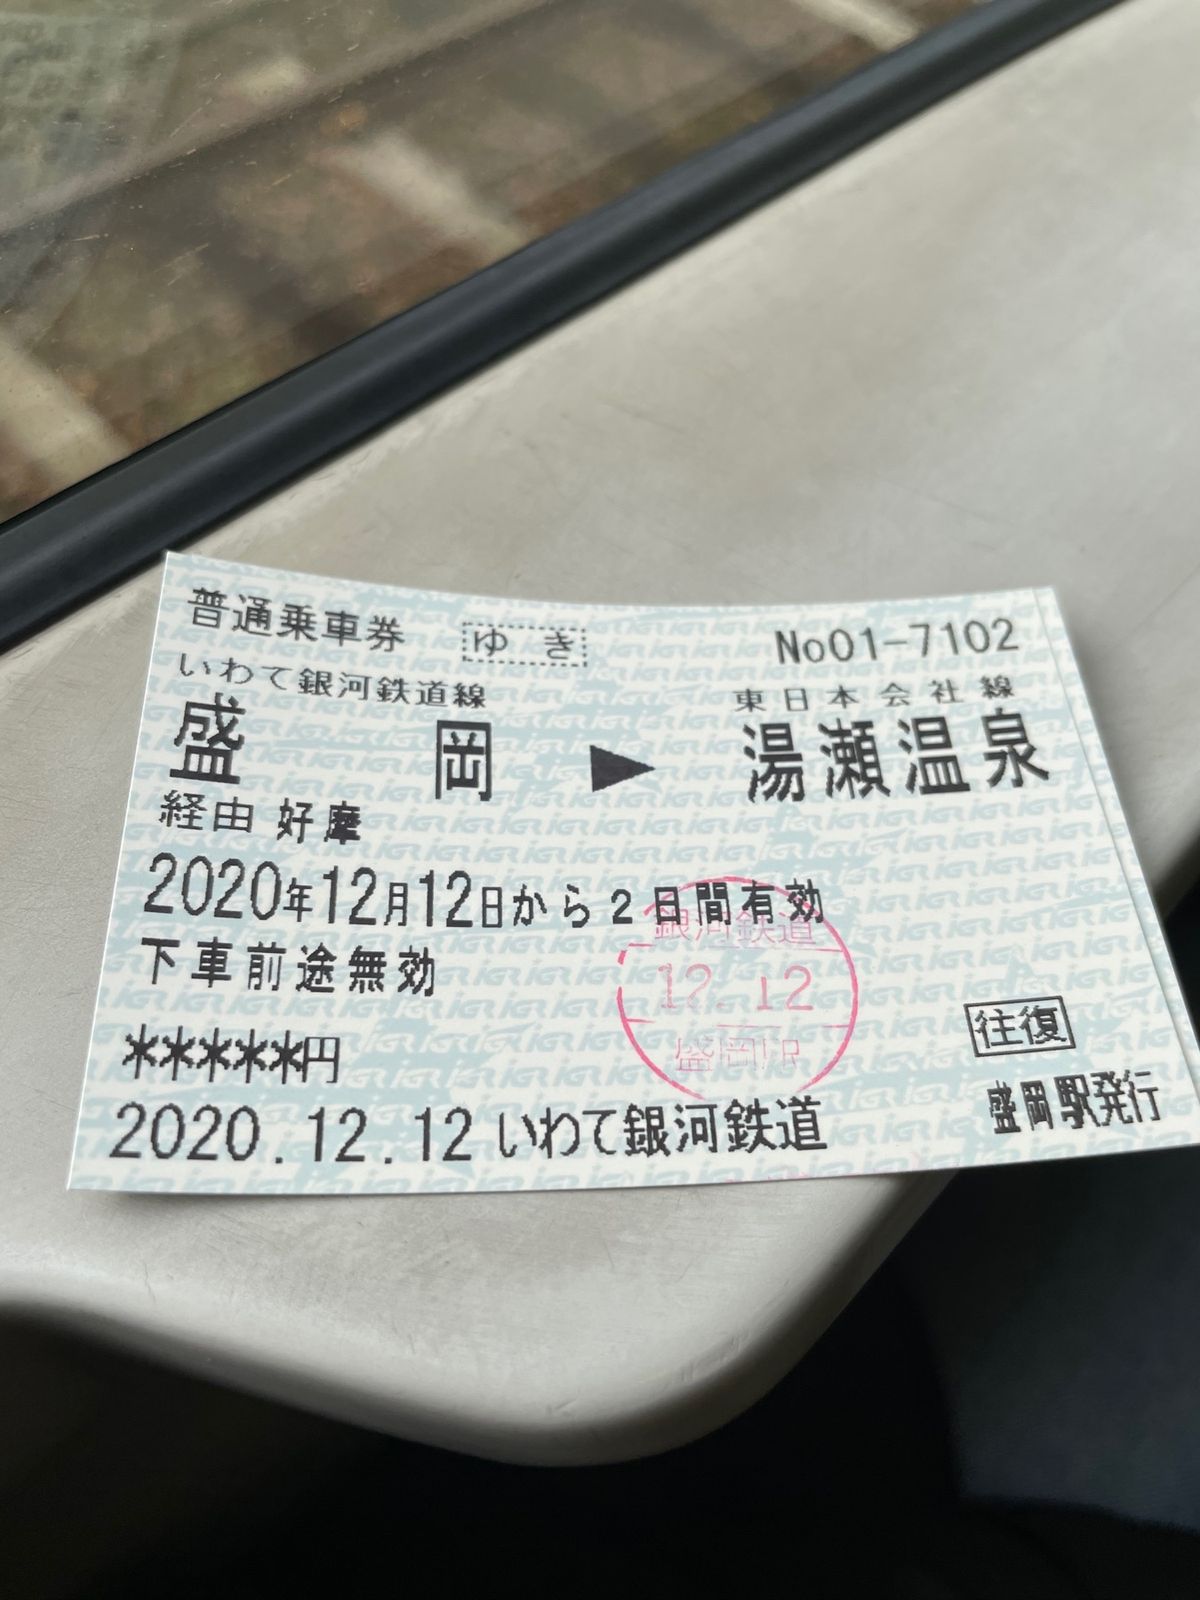 普通乗車券 ゆき No01-7102
いわて銀河鉄道線 東日本会社線
盛岡 ▶ 湯瀬温泉
経由 好摩
2020年12月12日から2日間有効
下車前途無効
銀河鉄道
12.12
盛岡
*****円
往復
2020.12.12 いわて銀河鉄道 盛岡駅発行